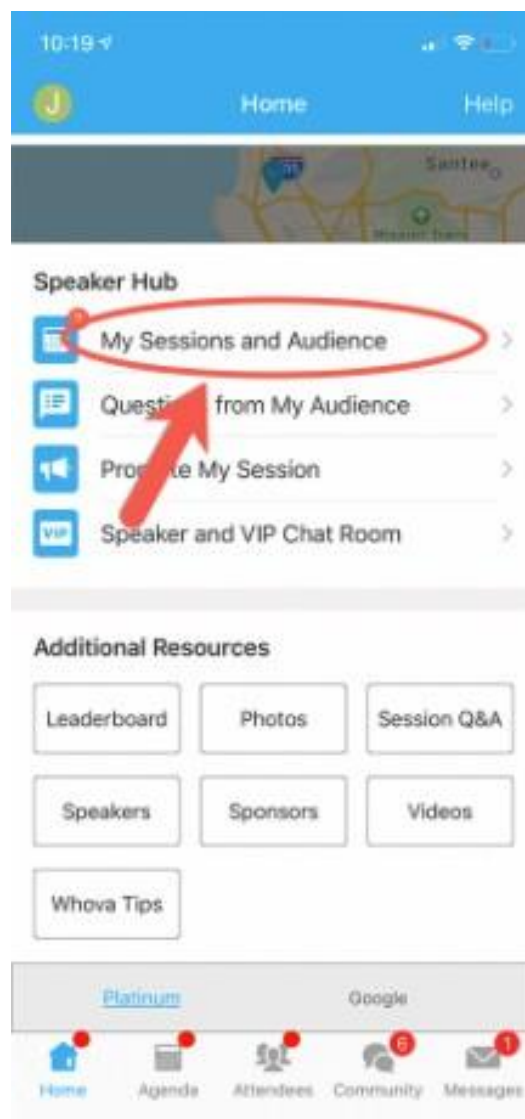 10:19
J
Home
Help
Santee
Speaker Hub
My Sessions and Audience
from My Audience
My Session
Speaker and VIP Chat Room
VIP
Additional Resources
Leaderboard
Photos
Session Q&A
Speakers
Sponsors
Videos
Whova Tips
Platinum
Google
6
1
Home
Agenda
Attendees
Community
Messages